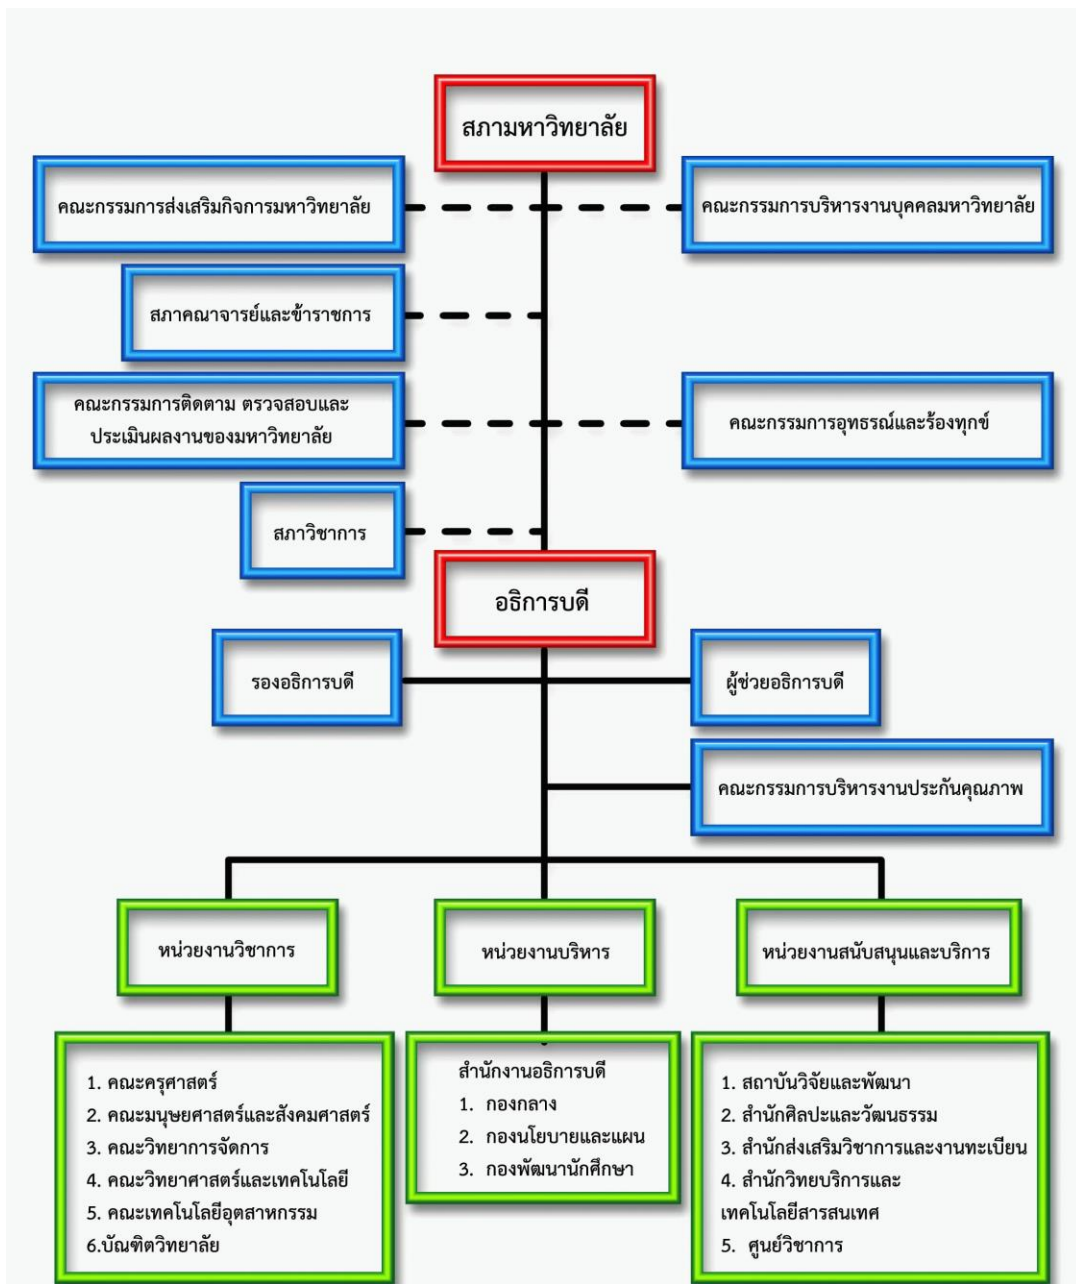 สภามหาวิทยาลัย
คณะกรรมการส่งเสริมกิจการมหาวิทยาลัย
คณะกรรมการบริหารงานบุคคลมหาวิทยาลัย
สภาคณาจารย์และข้าราชการ
คณะกรรมการติดตาม ตรวจสอบและ
ประเมินผลงานของมหาวิทยาลัย
คณะกรรมการอุทธรณ์และร้องทุกข์
สภาวิชาการ
อธิการบดี
รองอธิการบดี
ผู้ช่วยอธิการบดี
คณะกรรมการบริหารงานประกันคุณภาพ
หน่วยงานวิชาการ
หน่วยงานบริหาร
หน่วยงานสนับสนุนและบริการ
1. คณะครุศาสตร์
2. คณะมนุษยศาสตร์และสังคมศาสตร์
3. คณะวิทยาการจัดการ
4. คณะวิทยาศาสตร์และเทคโนโลยี
5. คณะเทคโนโลยีอุตสาหกรรม
6.บัณฑิตวิทยาลัย
สำนักงานอธิการบดี
1. กองกลาง
2. กองนโยบายและแผน
3. กองพัฒนานักศึกษา
1. สถาบันวิจัยและพัฒนา
2. สำนักศิลปะและวัฒนธรรม
3. สำนักส่งเสริมวิชาการและงานทะเบียน
4. สำนักวิทยบริการและ
เทคโนโลยีสารสนเทศ
5. ศูนย์วิชาการ